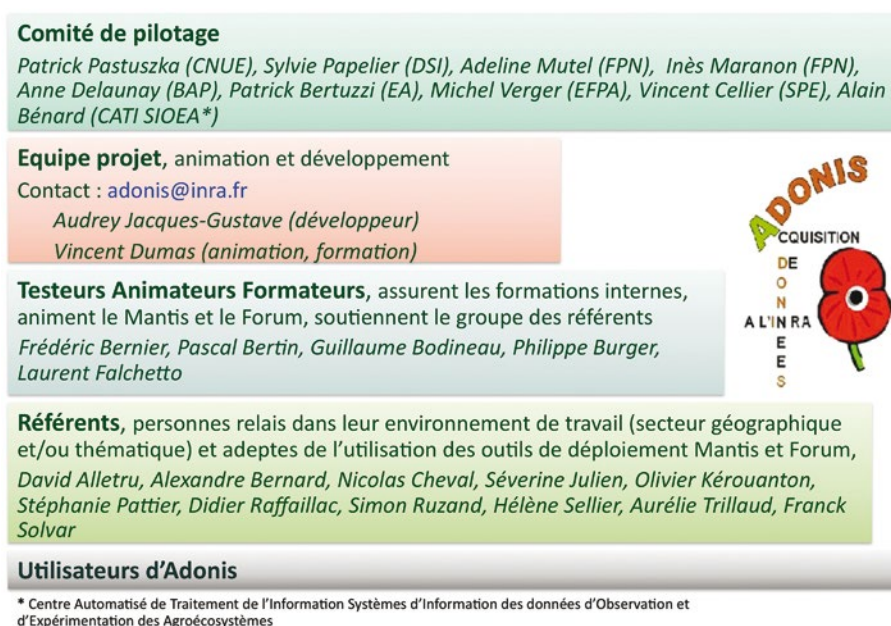 Comité de pilotage
Patrick Pastuszka (CNUE), Sylvie Papelier (DSI), Adeline Mutel (FPN), Inès Maranon (FPN),
Anne Delaunay (BAP), Patrick Bertuzzi (EA), Michel Verger (EFPA), Vincent Cellier (SPE), Alain
Bénard (CATI SIOEA*)
Equipe projet, animation et développement
Contact : adonis@inra.fr
Audrey Jacques-Gustave (développeur)
Vincent Dumas (animation, formation)
ADONIS
ACQUISITION
DE
DONNEES
A L'INRA
Testeurs Animateurs Formateurs, assurent les formations internes,
animent le Mantis et le Forum, soutiennent le groupe des référents
Frédéric Bernier, Pascal Bertin, Guillaume Bodineau, Philippe Burger,
Laurent Falchetto
Référents, personnes relais dans leur environnement de travail (secteur géographique
et/ou thématique) et adeptes de l'utilisation des outils de déploiement Mantis et Forum,
David Alletru, Alexandre Bernard, Nicolas Cheval, Séverine Julien, Olivier Kérouanton,
Stéphanie Pattier, Didier Raffaillac, Simon Ruzand, Hélène Sellier, Aurélie Trillaud, Franck
Solvar
Utilisateurs d'Adonis
* Centre Automatisé de Traitement de l'Information Systèmes d'Information des données d'Observation et
d'Expérimentation des Agroécosystèmes